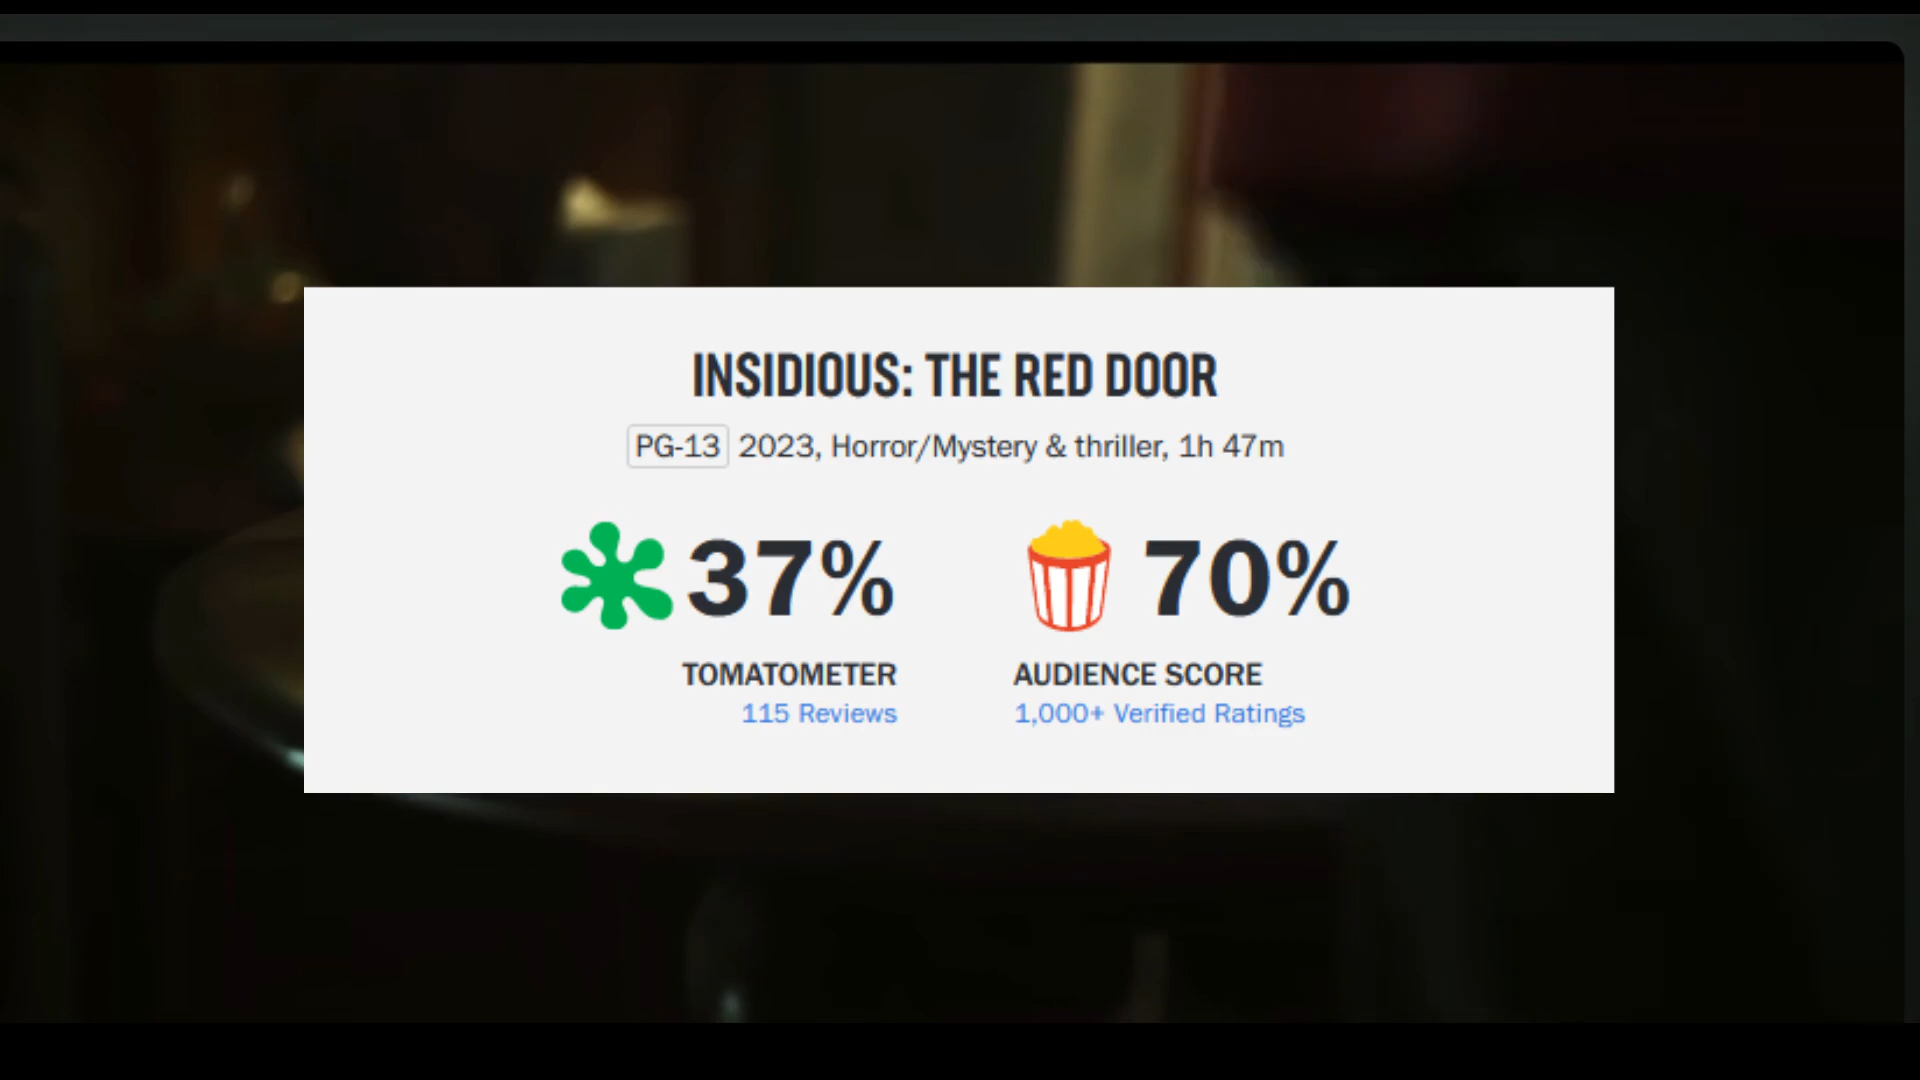 INSIDIOUS: THE RED DOOR
PG-13 2023, Horror/Mystery & thriller, 1h 47m
37% 70%
TOMATOMETER AUDIENCE SCORE
115 Reviews 1,000+ Verified Ratings